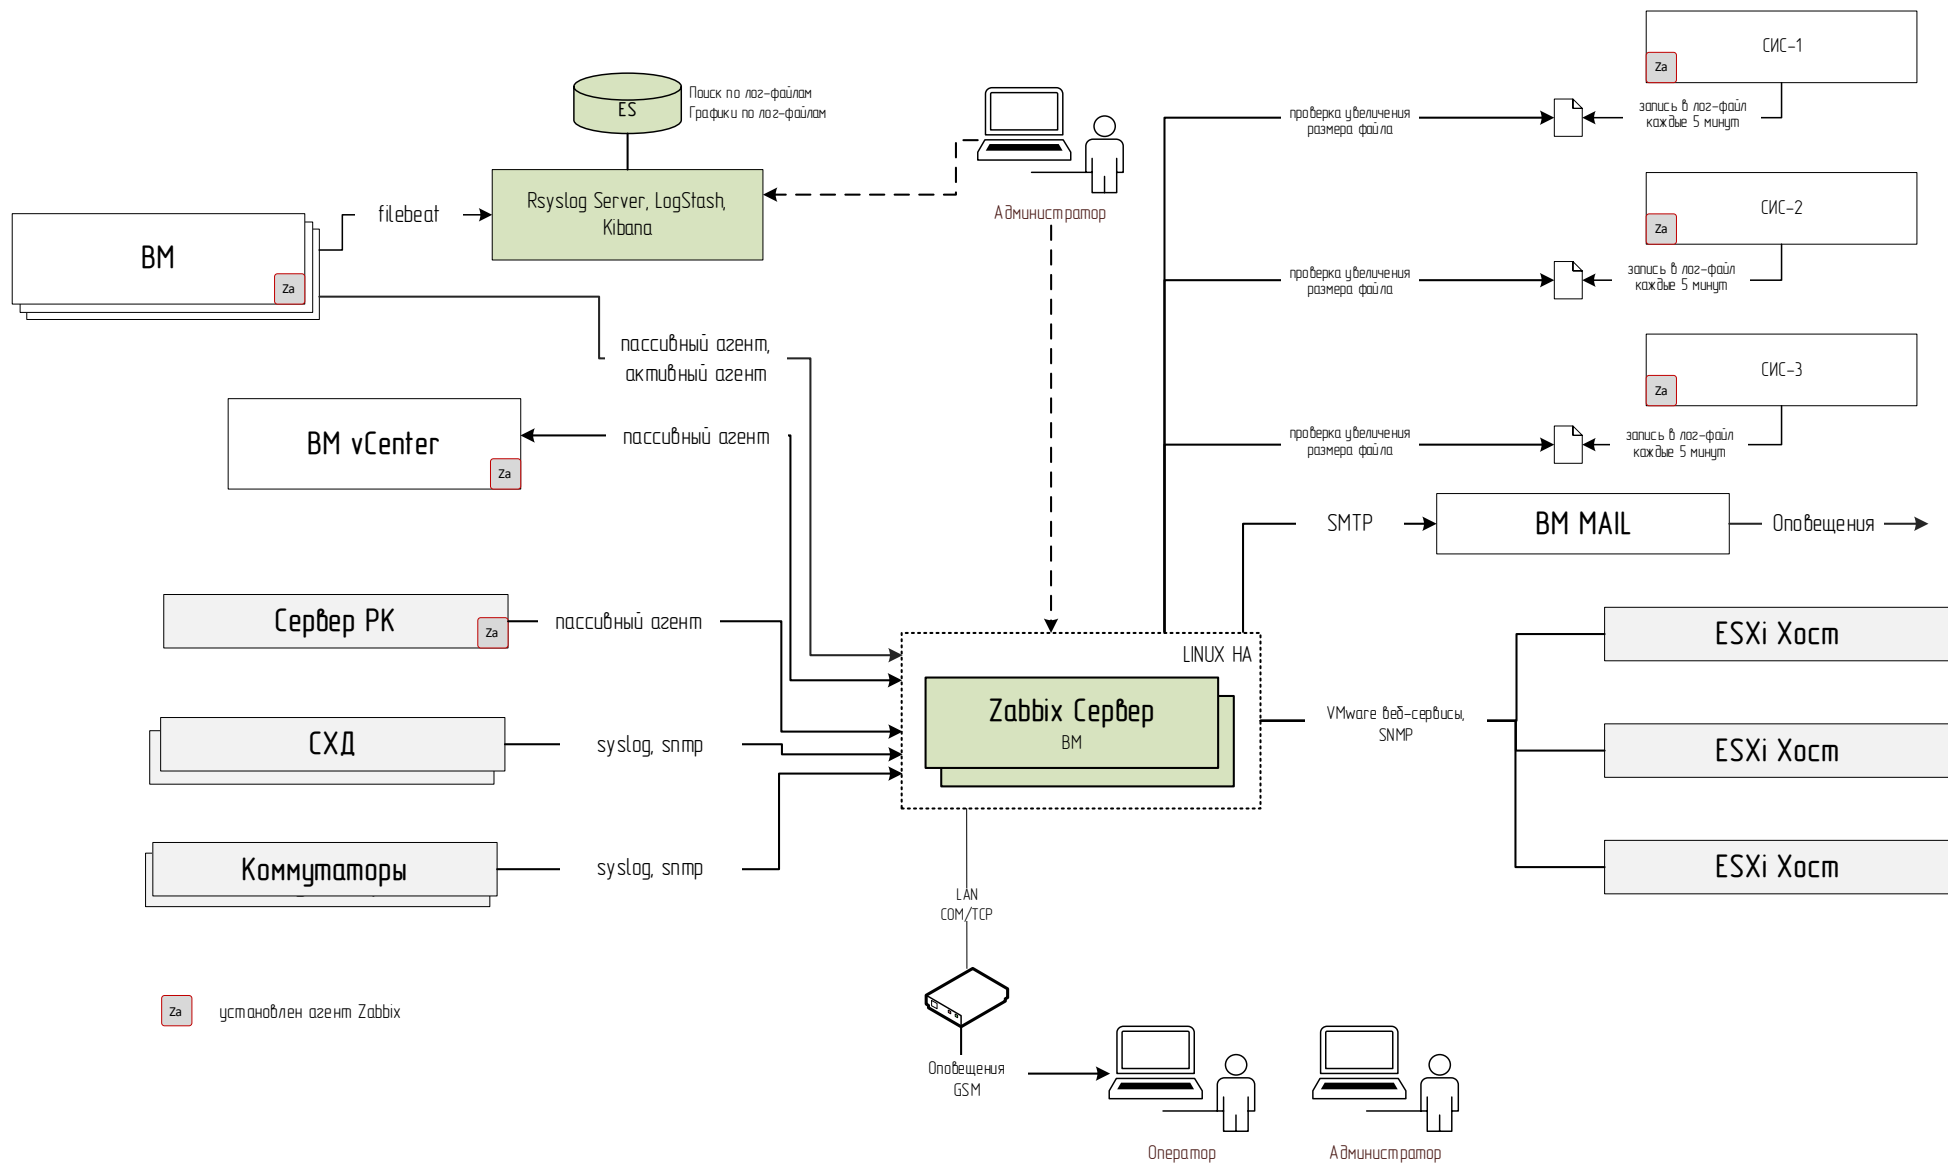 СИС-1
Za
ES
Поиск по лог-файлам
Графики по лог-файлам
проверка увеличения
размера файла
запись в лог-файл
каждые 5 минут
Rsyslog Server, LogStash,
Kibana
Администратор
filebeat
ВМ
Za
СИС-2
Za
проверка увеличения
размера файла
запись в лог-файл
каждые 5 минут
пассивный агент,
активный агент
СИС-3
Za
ВМ vCenter
Za
пассивный агент
проверка увеличения
размера файла
запись в лог-файл
каждые 5 минут
SMTP
ВМ MAIL
Оповещения
Сервер РК
Za
пассивный агент
LINUX HA
Zabbix Сервер
ВМ
ESXi Хост
СХД
syslog, snmp
VMware веб-сервисы,
SNMP
ESXi Хост
Коммутаторы
syslog, snmp
ESXi Хост
LAN
COM/TCP
Za
установлен агент Zabbix
Оповещения
GSM
Оператор
Администратор